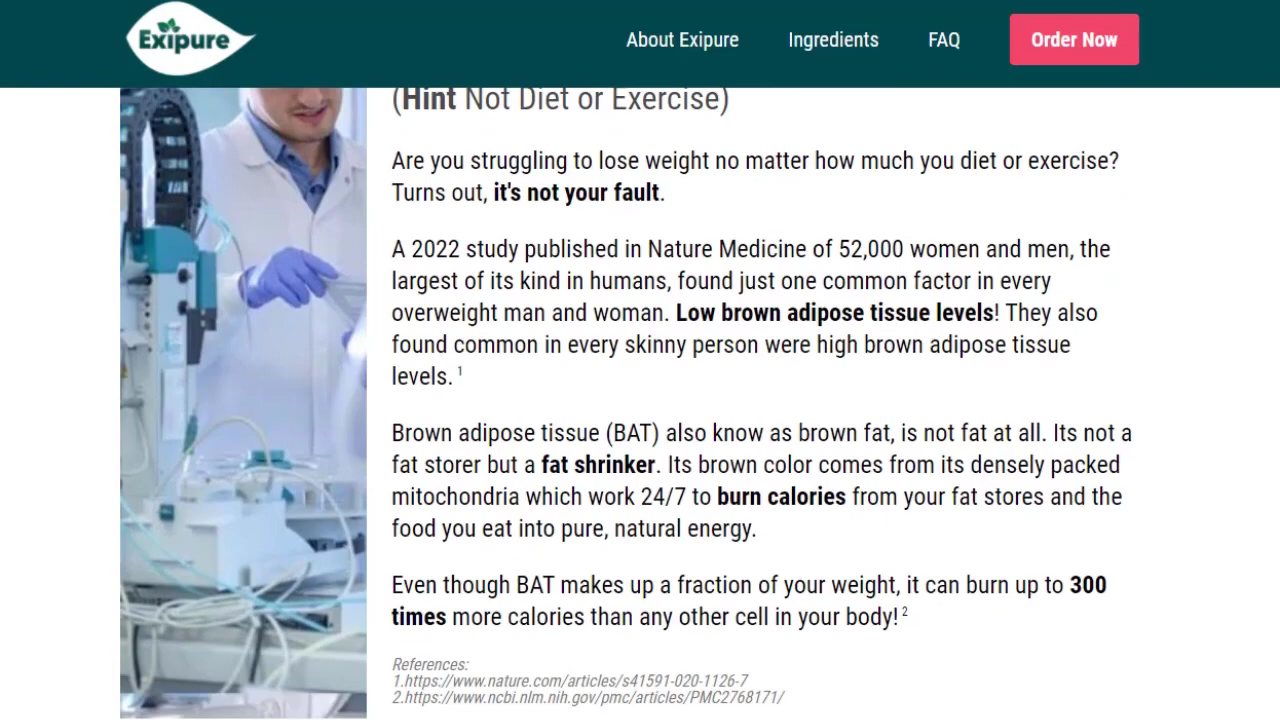 Exipure
About Exipure
Ingredients
FAQ
Order Now
(Hint Not Diet or Exercise)
Are you struggling to lose weight no matter how much you diet or exercise?
Turns out, it's not your fault.
A 2022 study published in Nature Medicine of 52,000 women and men, the
largest of its kind in humans, found just one common factor in every
overweight man and woman. Low brown adipose tissue levels! They also
found common in every skinny person were high brown adipose tissue
levels. 1
Brown adipose tissue (BAT) also know as brown fat, is not fat at all. Its not a
fat storer but a fat shrinker. Its brown color comes from its densely packed
mitochondria which work 24/7 to burn calories from your fat stores and the
food you eat into pure, natural energy.
Even though BAT makes up a fraction of your weight, it can burn up to 300
times more calories than any other cell in your body! 2
References:
1.https://www.nature.com/articles/s41591-020-1126-7
2.https://www.ncbi.nlm.nih.gov/pmc/articles/PMC2768171/